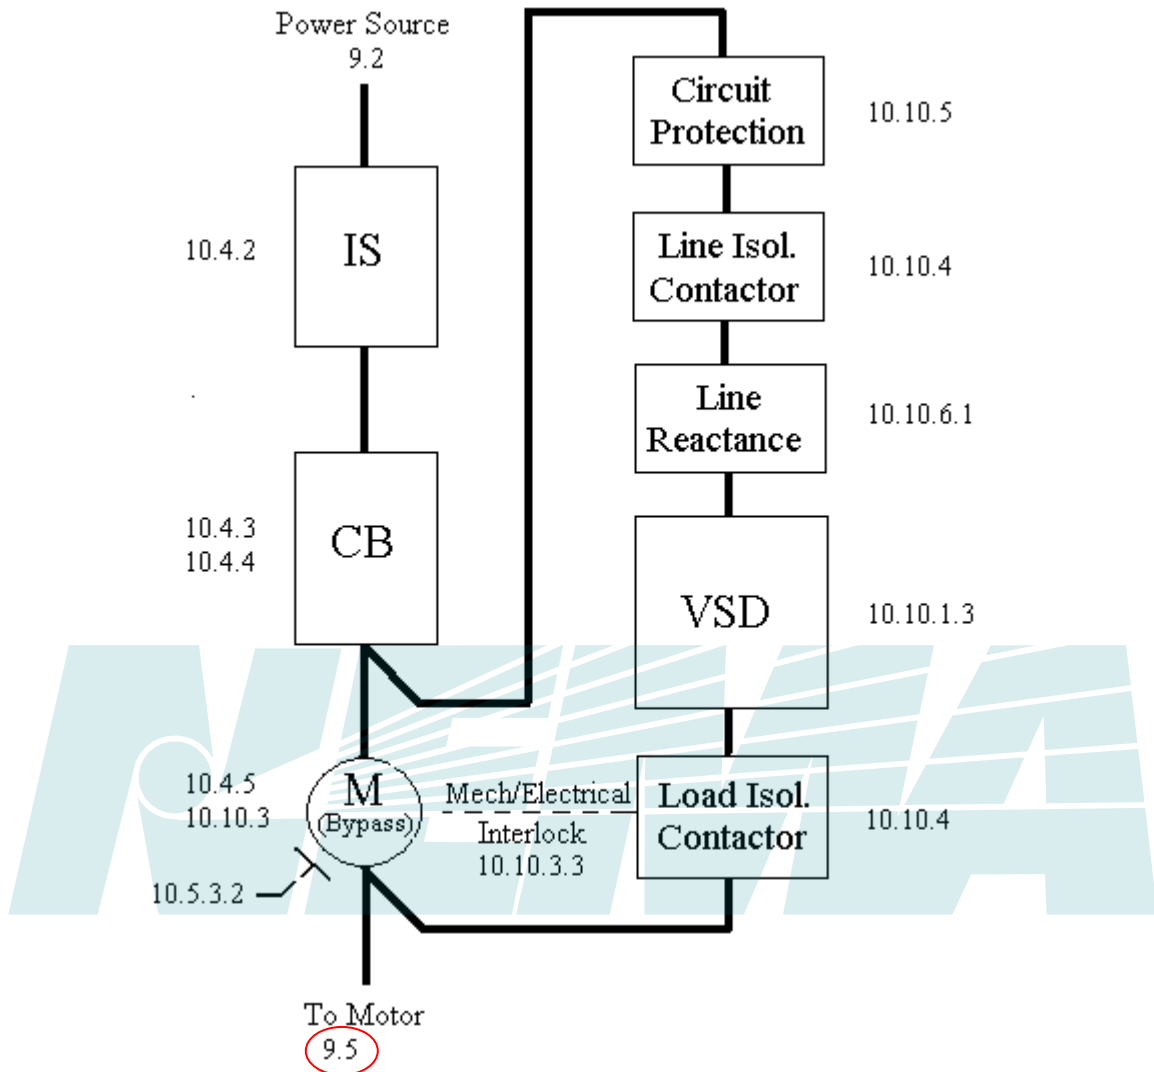 Power Source
9.2
IS
10.4.2
CB
10.4.3
10.4.4
M
(Bypass)
10.4.5
10.10.3
10.5.3.2
To Motor
9.5
Mech/Electrical
Interlock
10.10.3.3
Circuit
Protection
10.10.5
Line Isol.
Contactor
10.10.4
Line
Reactance
10.10.6.1
VSD
10.10.1.3
Load Isol.
Contactor
10.10.4
NEMA